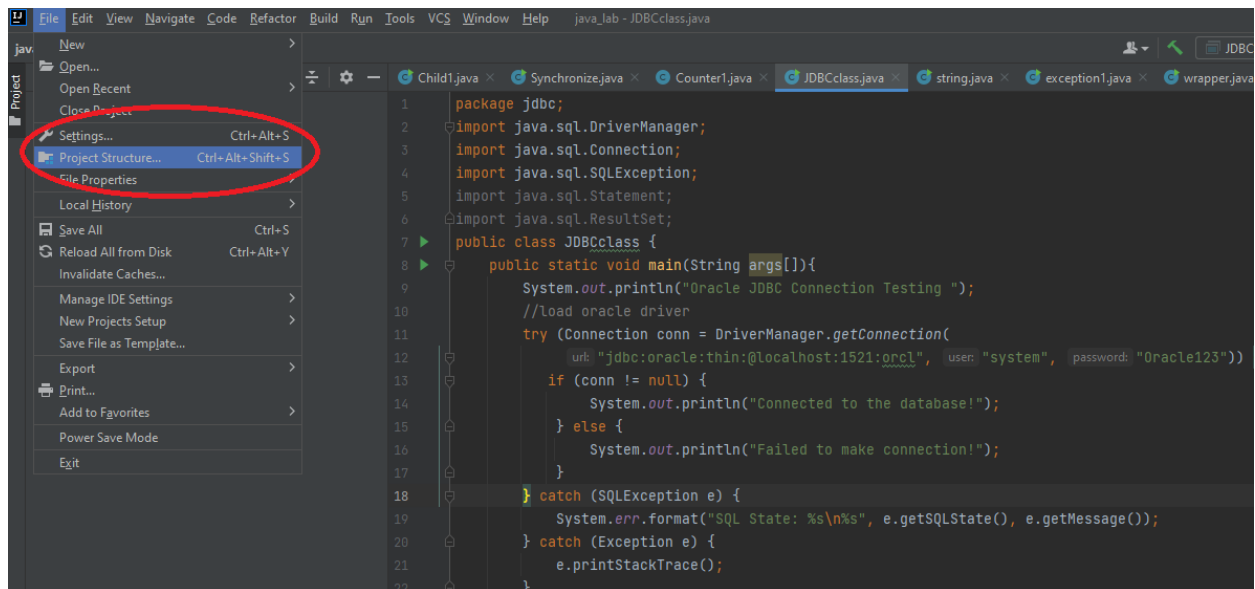 IJ File Edit View Navigate Code Refactor Build Run Tools VCS Window Help java_lab - JDBCclass.java
jav
JDBC
Project
New
Open...
Open Recent
Close Project
Settings... Ctrl+Alt+S
Project Structure... Ctrl+Alt+Shift+S
File Properties
Local History
Save All Ctrl+S
Reload All from Disk Ctrl+Alt+Y
Invalidate Caches...
Manage IDE Settings
New Projects Setup
Save File as Template...
Export
Print...
Add to Favorites
Power Save Mode
Exit
Child1.java Synchronize.java Counter1.java JDBCclass.java string.java exception1.java wrapper.java
1 package jdbc;
2 import java.sql.DriverManager;
3 import java.sql.Connection;
4 import java.sql.SQLException;
5 import java.sql.Statement;
6 import java.sql.ResultSet;
7 public class JDBCclass {
8 public static void main(String args[]){
9 System.out.println("Oracle JDBC Connection Testing ");
10 //load oracle driver
11 try (Connection conn = DriverManager.getConnection(
12 url: "jdbc:oracle:thin:@localhost:1521:orcl", user: "system", password: "Oracle123"))
13 if (conn != null) {
14 System.out.println("Connected to the database!");
15 } else {
16 System.out.println("Failed to make connection!");
17 }
18 } catch (SQLException e) {
19 System.err.format("SQL State: %s\n%s", e.getSQLState(), e.getMessage());
20 } catch (Exception e) {
21 e.printStackTrace();
22 }